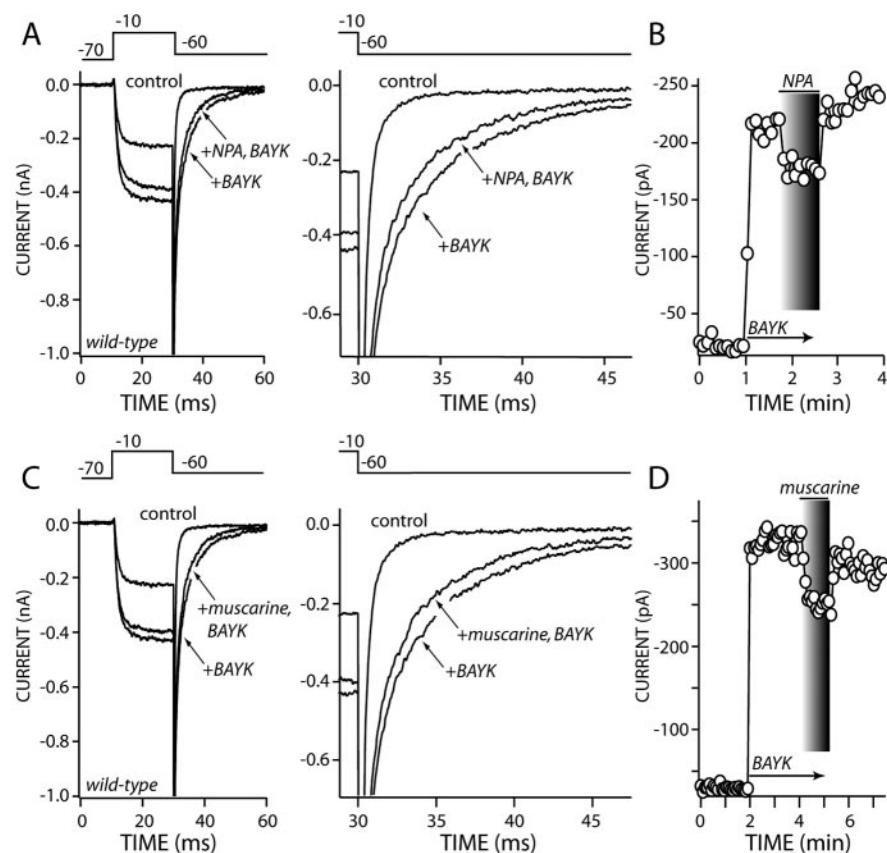 A
-70
-10
-60
-10
-60
B
0.0
-0.2
-0.4
-0.6
-0.8
-1.0
CURRENT (nA)
control
+NPA, BAYK
+BAYK
wild-type
0 20 40 60
TIME (ms)
0.0
-0.2
-0.4
-0.6
control
+NPA, BAYK
+BAYK
30 35 40 45
TIME (ms)
NPA
-250
-200
-150
-100
-50
CURRENT (pA)
BAYK
0 1 2 3 4
TIME (min)
C
-70
-10
-60
-10
-60
D
0.0
-0.2
-0.4
-0.6
-0.8
-1.0
CURRENT (nA)
control
+muscarine,
BAYK
+BAYK
wild-type
0 20 40 60
TIME (ms)
0.0
-0.2
-0.4
-0.6
control
+muscarine, BAYK
+BAYK
30 35 40 45
TIME (ms)
muscarine
-300
-200
-100
CURRENT (pA)
BAYK
0 2 4 6
TIME (min)